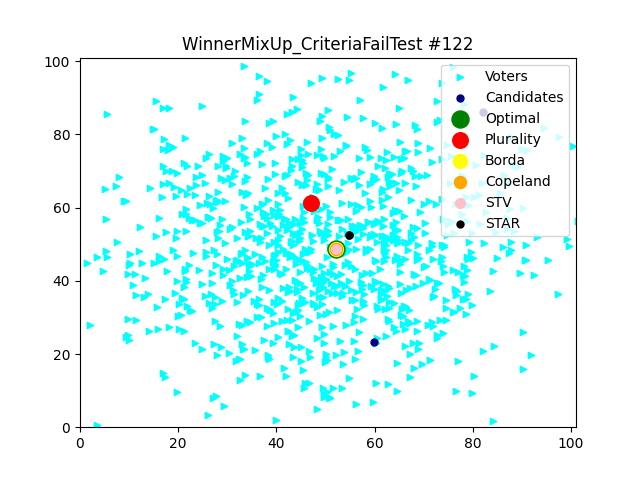 WinnerMixUp_CriteriaFailTest #122
100
80
60
40
20
0
0 20 40 60 80 100
Voters
Candidates
Optimal
Plurality
Borda
Copeland
STV
STAR